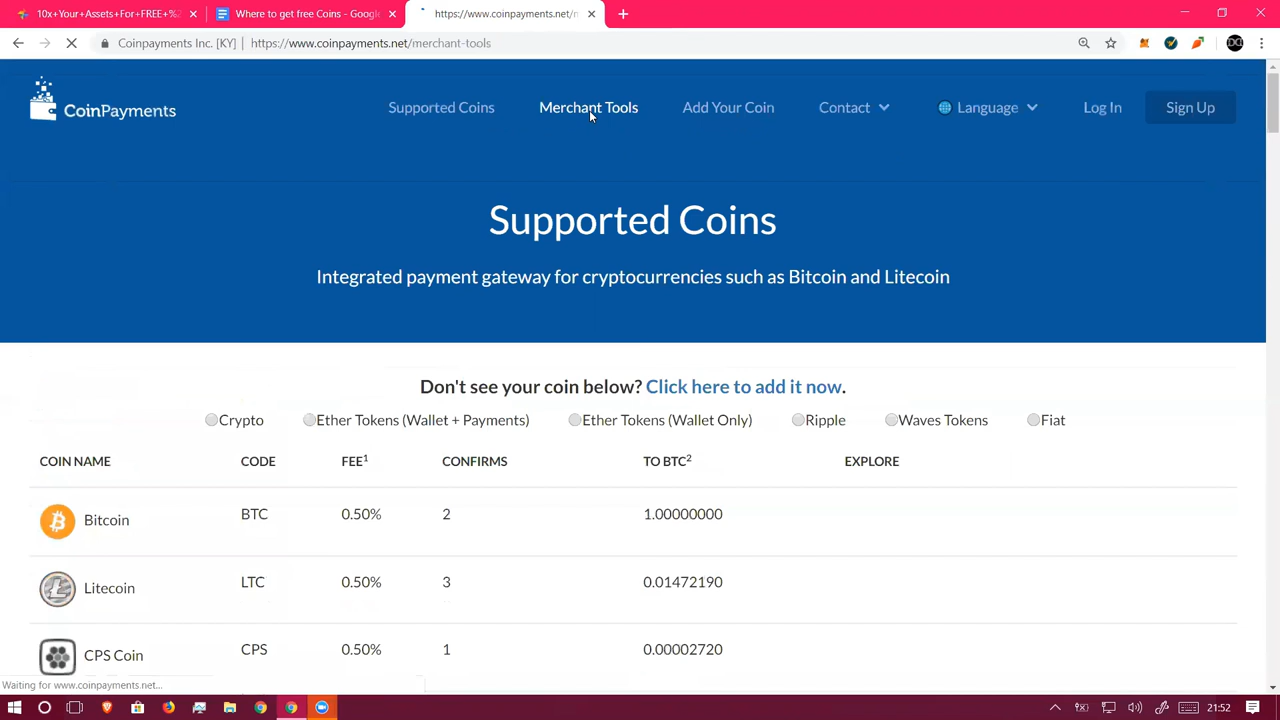 10x+Your+Assets+For+FREE+%2
Where to get free Coins - Google
https://www.coinpayments.net/m
Coinpayments Inc. [KY]
https://www.coinpayments.net/merchant-tools
CoinPayments
Supported Coins
Merchant Tools
Add Your Coin
Contact
Language
Log In
Sign Up
Supported Coins
Integrated payment gateway for cryptocurrencies such as Bitcoin and Litecoin
Don't see your coin below? Click here to add it now.
Crypto
Ether Tokens (Wallet + Payments)
Ether Tokens (Wallet Only)
Ripple
Waves Tokens
Fiat
COIN NAME CODE FEE1 CONFIRMS TO BTC2 EXPLORE
Bitcoin BTC 0.50% 2 1.00000000
Litecoin LTC 0.50% 3 0.01472190
CPS Coin CPS 0.50% 1 0.00002720
Waiting for www.coinpayments.net...
21:52